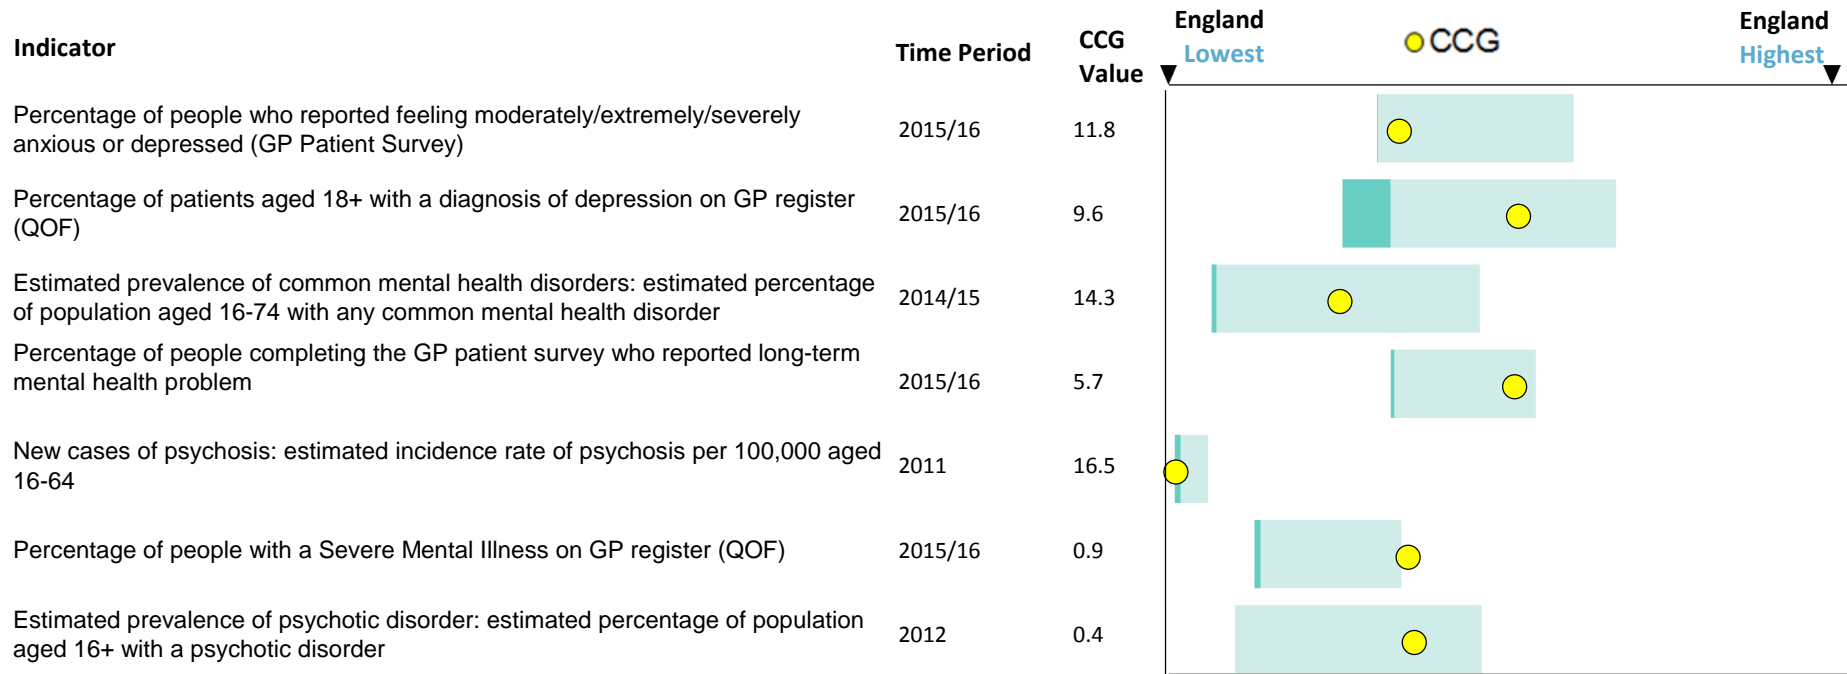 Indicator
Time Period
CCG
Value
England
Lowest
CCG
England
Highest
Percentage of people who reported feeling moderately/extremely/severely
anxious or depressed (GP Patient Survey)
2015/16
11.8
Percentage of patients aged 18+ with a diagnosis of depression on GP register
(QOF)
2015/16
9.6
Estimated prevalence of common mental health disorders: estimated percentage
of population aged 16-74 with any common mental health disorder
2014/15
14.3
Percentage of people completing the GP patient survey who reported long-term
mental health problem
2015/16
5.7
New cases of psychosis: estimated incidence rate of psychosis per 100,000 aged
16-64
2011
16.5
Percentage of people with a Severe Mental Illness on GP register (QOF)
2015/16
0.9
Estimated prevalence of psychotic disorder: estimated percentage of population
aged 16+ with a psychotic disorder
2012
0.4